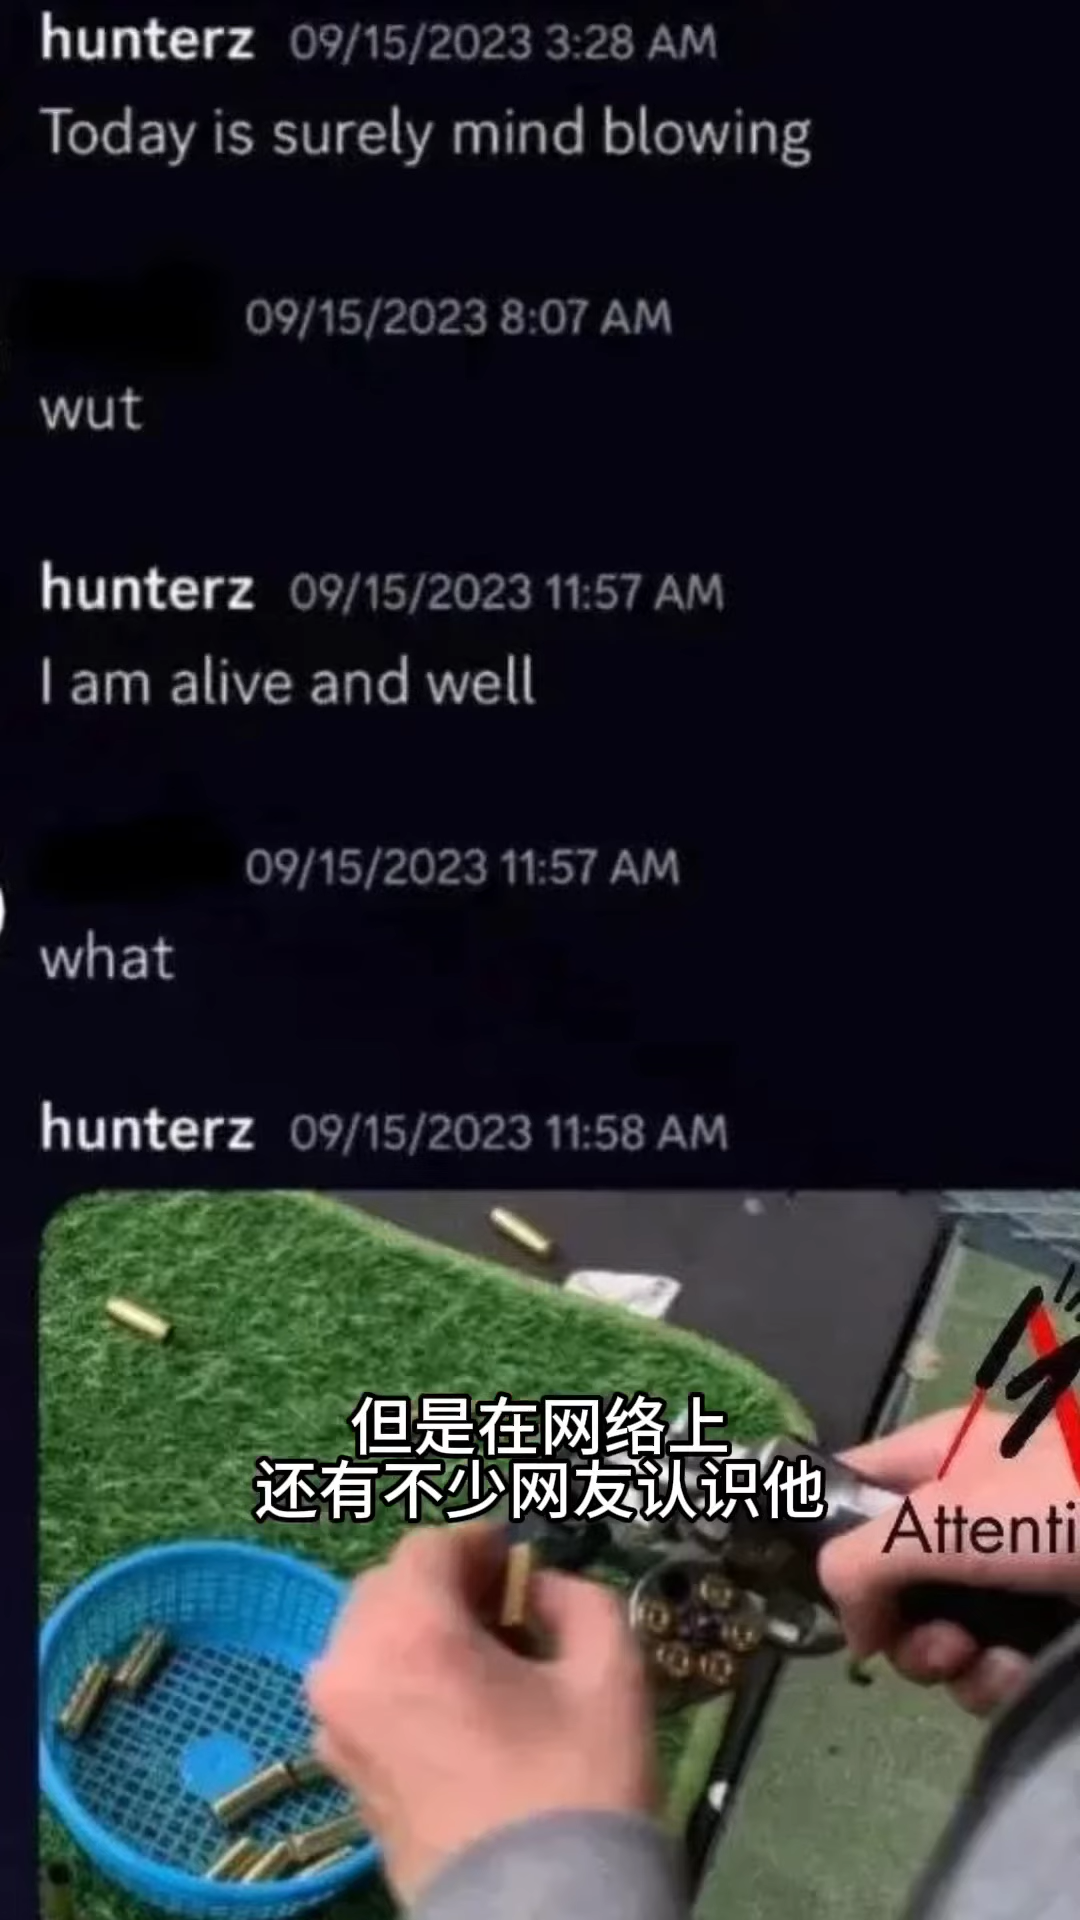 hunterz 09/15/2023 3:28 AM
Today is surely mind blowing
09/15/2023 8:07 AM
wut
hunterz 09/15/2023 11:57 AM
I am alive and well
09/15/2023 11:57 AM
what
hunterz 09/15/2023 11:58 AM
但是在网络上
还有不少网友认识他
Attenti